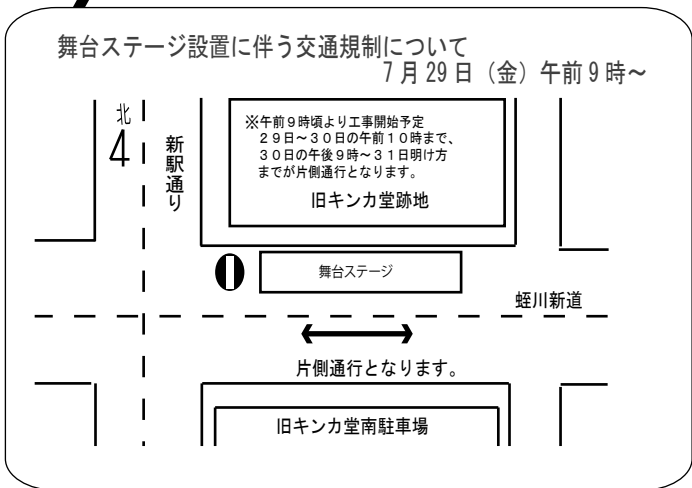 舞台ステージ設置に伴う交通規制について
7月29日（金）午前9時～
北
4
新駅通り
※午前９時頃より工事開始予定
２９日～３０日の午前１０時まで、
３０日の午後９時～３１日明け方
までが片側通行となります。
旧キンカ堂跡地
舞台ステージ
蛭川新道
片側通行となります。
旧キンカ堂南駐車場